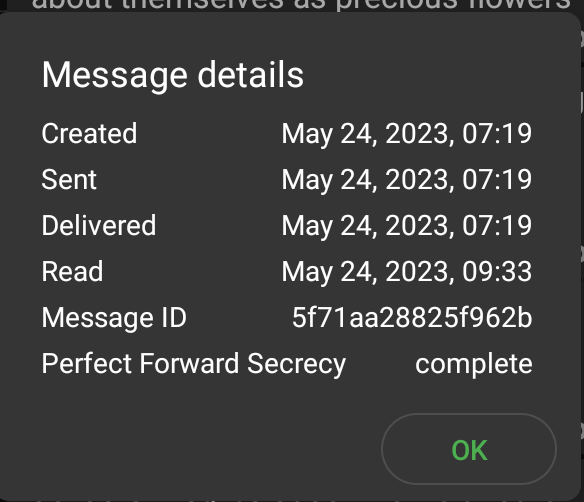 about themselves as precious flowers
Message details
Created May 24, 2023, 07:19
Sent May 24, 2023, 07:19
Delivered May 24, 2023, 07:19
Read May 24, 2023, 09:33
Message ID 5f71aa28825f962b
Perfect Forward Secrecy complete
OK